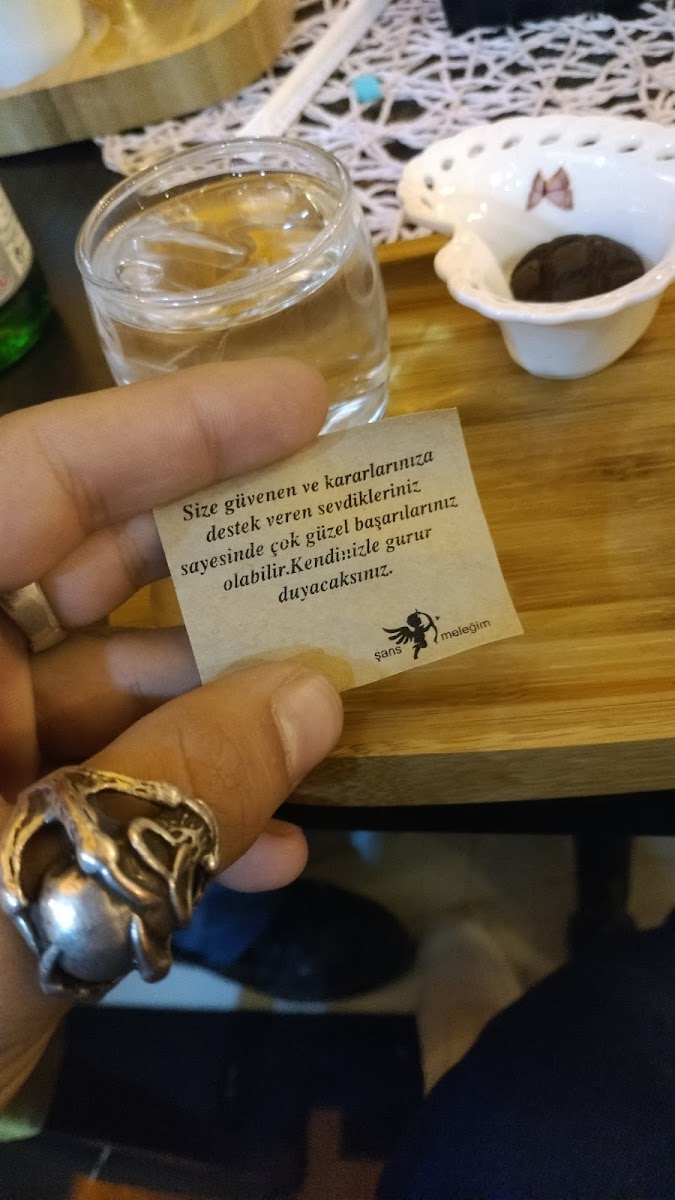 Size güvenen ve kararlarınıza
destek veren sevdikleriniz
sayesinde çok güzel başarılarınız
olabilir.Kendinizle gurur
duyacaksınız.
şans meleğim